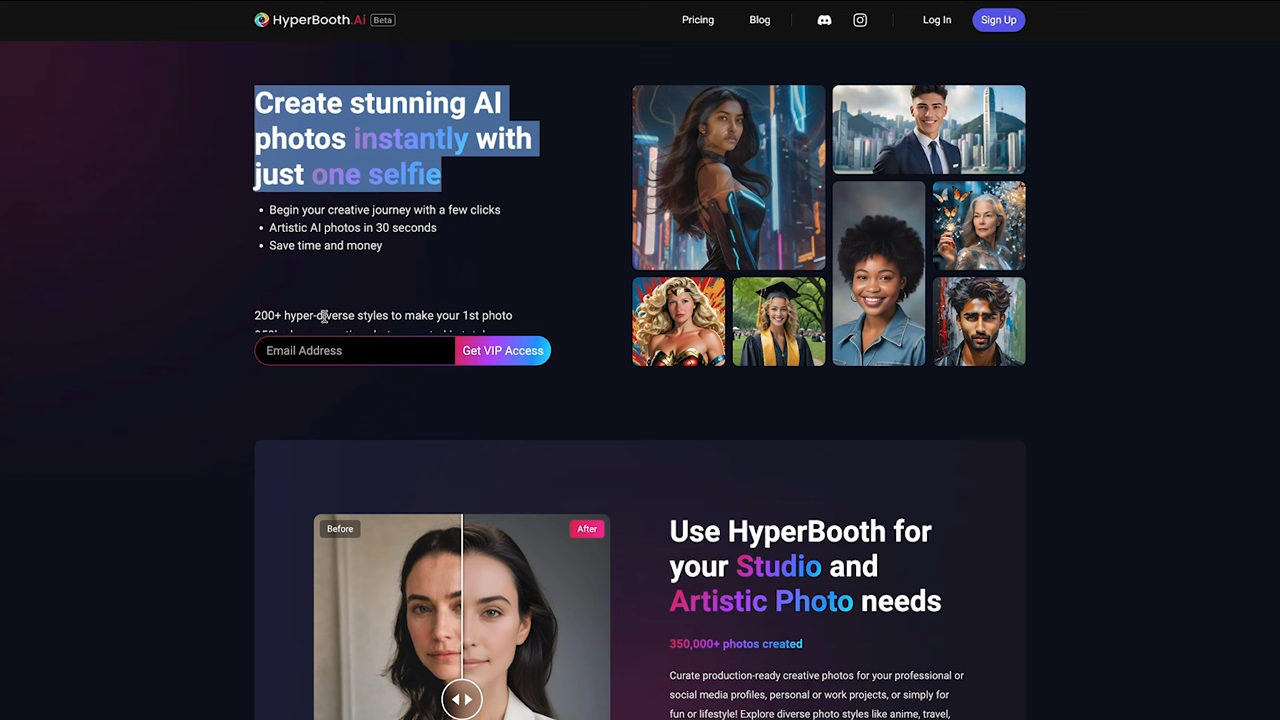 HyperBooth.Ai Beta
Pricing
Blog
Log In
Sign Up
Create stunning AI
photos instantly with
just one selfie
• Begin your creative journey with a few clicks
• Artistic AI photos in 30 seconds
• Save time and money
200+ hyper-diverse styles to make your 1st photo
Email Address
Get VIP Access
Before
After
Use HyperBooth for
your Studio and
Artistic Photo needs
350,000+ photos created
Curate production-ready creative photos for your professional or
social media profiles, personal or work projects, or simply for
fun or lifestyle! Explore diverse photo styles like anime, travel,